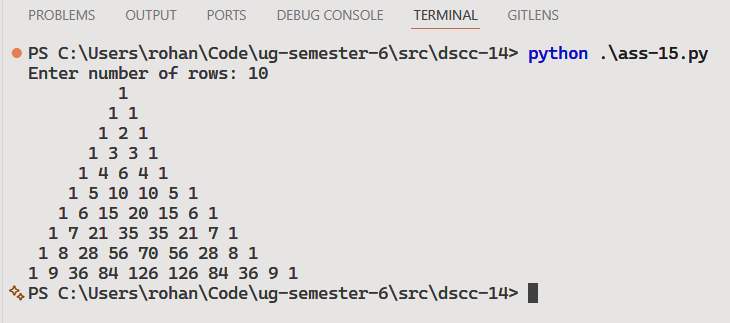 PROBLEMS OUTPUT PORTS DEBUG CONSOLE TERMINAL GITLENS
PS C:\Users\rohan\Code\ug-semester-6\src\dscc-14> python .\ass-15.py
Enter number of rows: 10
1
1 1
1 2 1
1 3 3 1
1 4 6 4 1
1 5 10 10 5 1
1 6 15 20 15 6 1
1 7 21 35 35 21 7 1
1 8 28 56 70 56 28 8 1
1 9 36 84 126 126 84 36 9 1
PS C:\Users\rohan\Code\ug-semester-6\src\dscc-14>